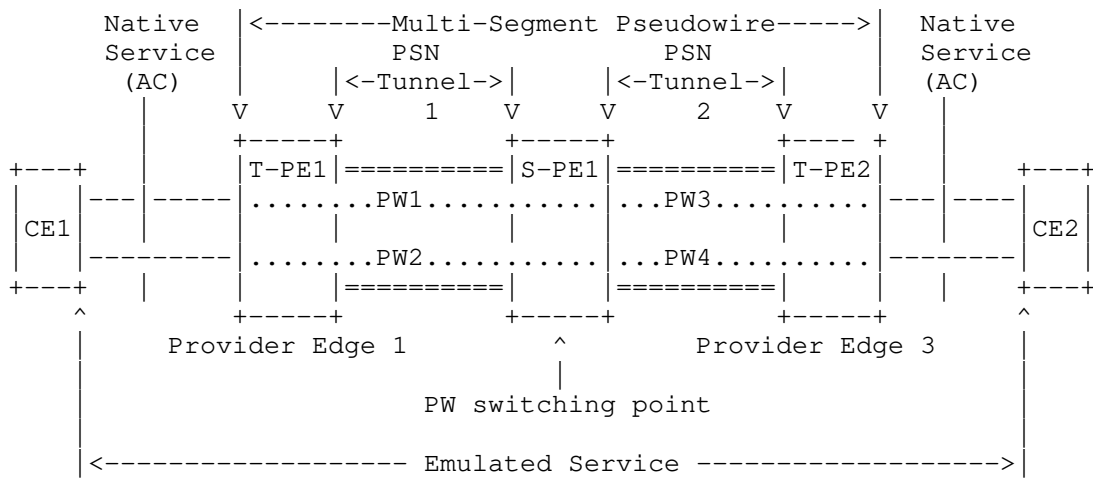 Native |<--------Multi-Segment Pseudowire----->| Native
Service | PSN PSN | Service
(AC) | |<-Tunnel->| |<-Tunnel->| | (AC)
| V V 1 V V 2 V V |
| +-----+ +-----+ +---- + |
+---+ | |T-PE1|==========|S-PE1|==========|T-PE2| | +---+
| |---|-----|........PW1...........|...PW3..........|---|----| |
|CE1| | | | | | | | | |CE2|
| |---------|........PW2...........|...PW4..........|--------| |
+---+ | | |==========| |==========| | | +---+
^ +-----+ +-----+ +-----+ ^
| Provider Edge 1 ^ Provider Edge 3 |
| | |
| PW switching point |
| |
|<------------------- Emulated Service ------------------->|